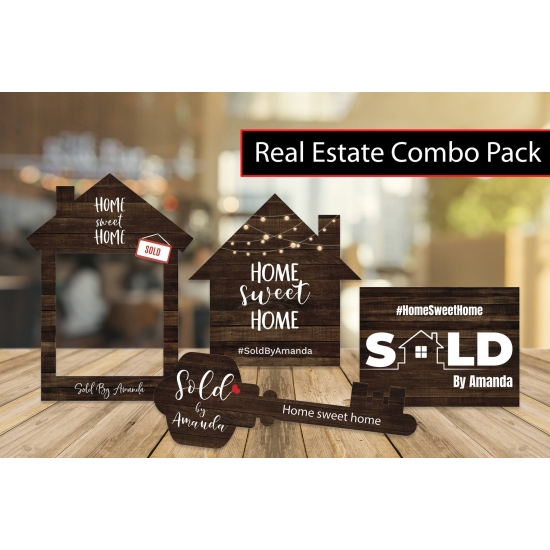 Real Estate Combo Pack
HOME
sweet
HOME
SOLD
Sold By Amanda
HOME
sweet
HOME
#SoldByAmanda
#HomeSweetHome
SOLD
By Amanda
Sold
by
Amanda
Home sweet home